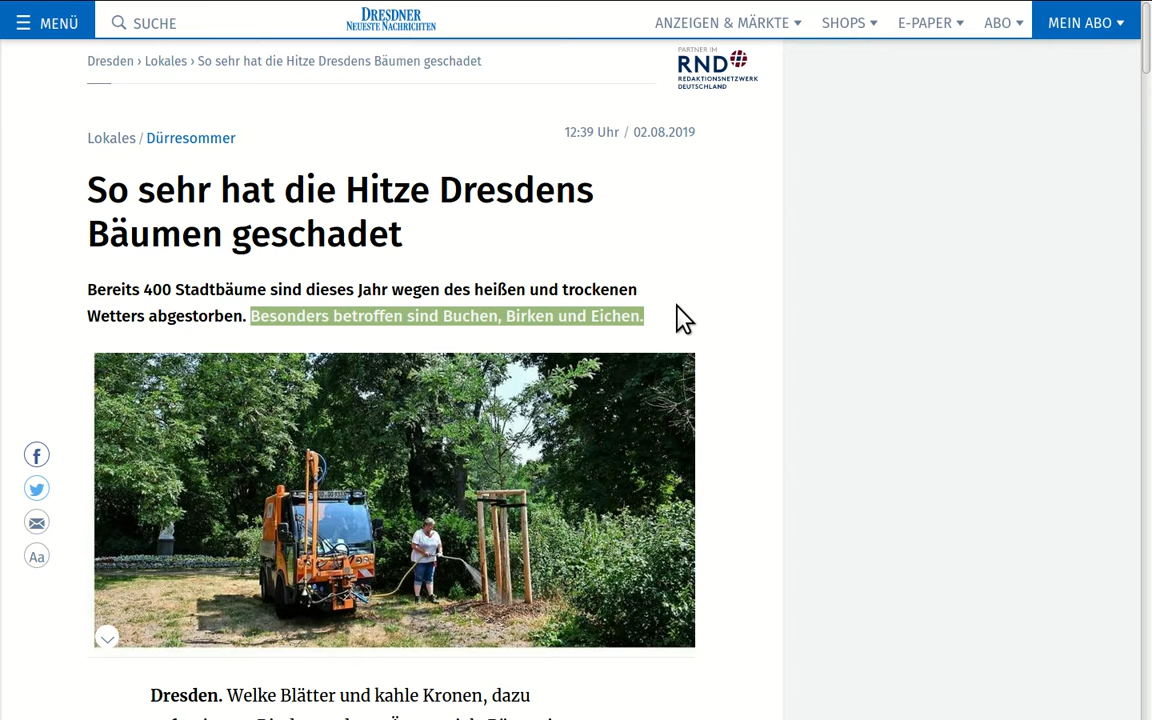 MENÜ
SUCHE
DRESDNER
NEUESTE NACHRICHTEN
ANZEIGEN & MÄRKTE
SHOPS
E-PAPER
ABO
MEIN ABO
Dresden › Lokales › So sehr hat die Hitze Dresdens Bäumen geschadet
PARTNER IM
RND
REDAKTIONSNETZWERK
DEUTSCHLAND
Lokales / Dürresommer
12:39 Uhr / 02.08.2019
So sehr hat die Hitze Dresdens
Bäumen geschadet
Bereits 400 Stadtbäume sind dieses Jahr wegen des heißen und trockenen
Wetters abgestorben. Besonders betroffen sind Buchen, Birken und Eichen.
f
Aa
Dresden. Welke Blätter und kahle Kronen, dazu